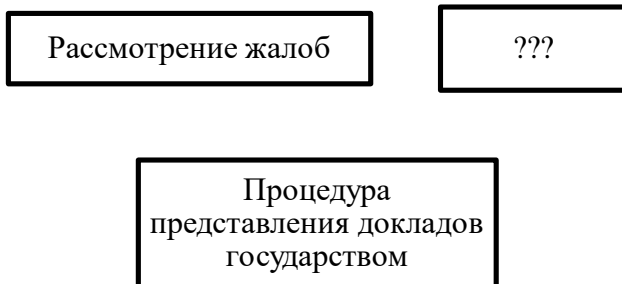 Рассмотрение жалоб
???
Процедура
представления докладов
государством